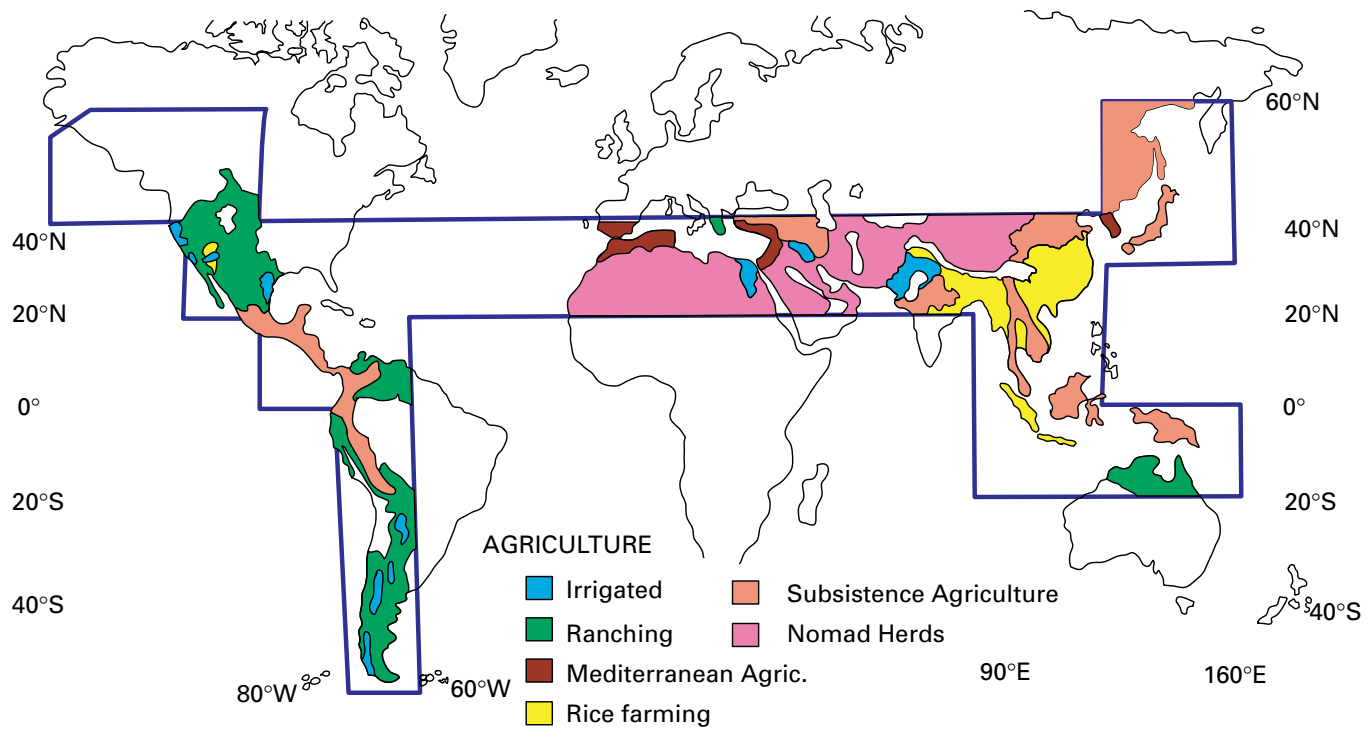 60°N
40°N
40°N
20°N
20°N
0°
0°
20°S
20°S
AGRICULTURE
Irrigated
Subsistence Agriculture
40°S
40°S
Ranching
Nomad Herds
Mediterranean Agric.
90°E
160°E
80°W
60°W
Rice farming